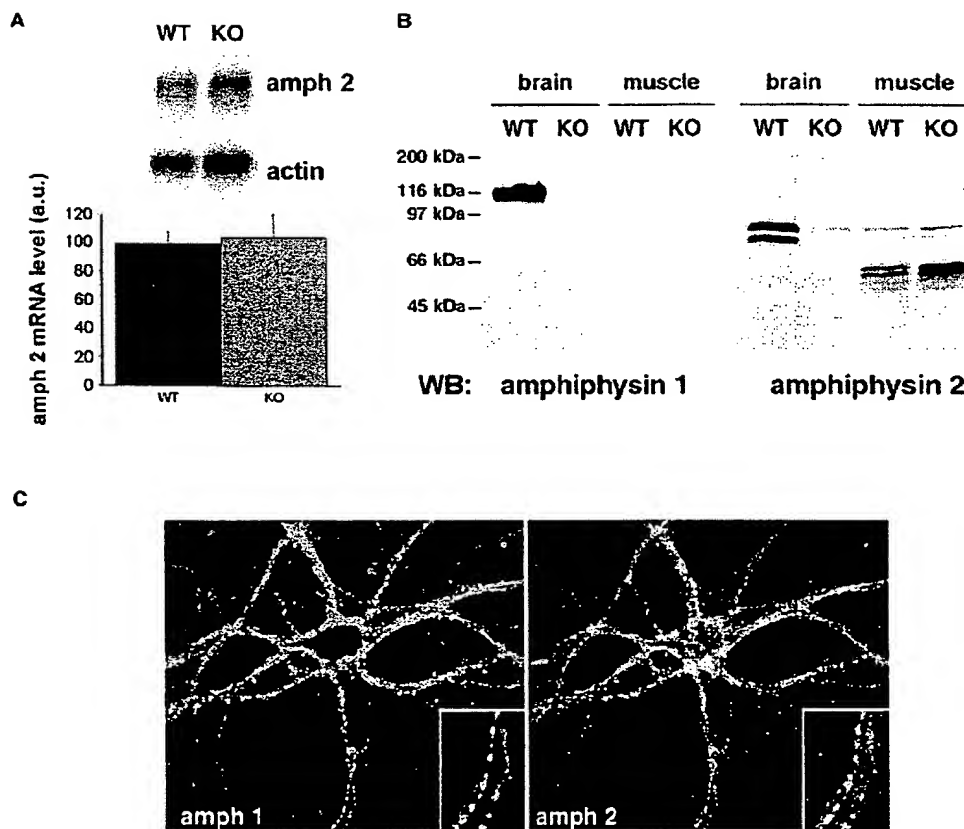 A
WT KO
amph 2
actin
amph 2 mRNA level (a.u.)
120
100
80
60
40
20
0
WT KO
B
brain muscle brain muscle
WT KO WT KO WT KO WT KO
200 kDa –
116 kDa –
97 kDa –
66 kDa –
45 kDa –
WB: amphiphysin 1 amphiphysin 2
C
amph 1 amph 2